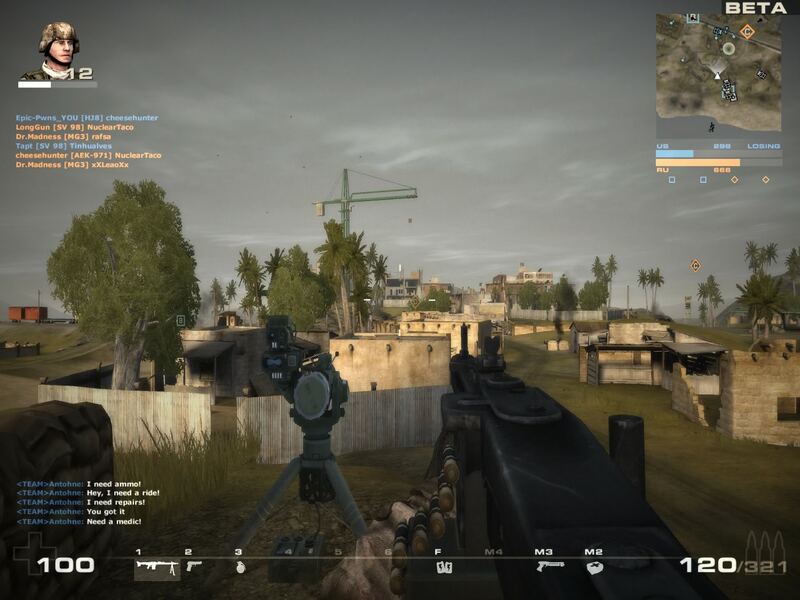 BETA
12
Epic-Pwns_YOU [HJ8] cheesehunter
LongGun [SV 98] NuclearTaco
Dr.Madness [MG3] rafsa
Tapt [SV 98] Tinhualves
cheesehunter [AEK-971] NuclearTaco
Dr.Madness [MG3] xXLeaoXx
C
US 298 LOSING
RU 666
C
<TEAM>Antohne: I need ammo!
<TEAM>Antohne: Hey, I need a ride!
<TEAM>Antohne: I need repairs!
<TEAM>Antohne: You got it
<TEAM>Antohne: Need a medic!
1 2 3 4 5 6 F M4 M3 M2
100
120/321